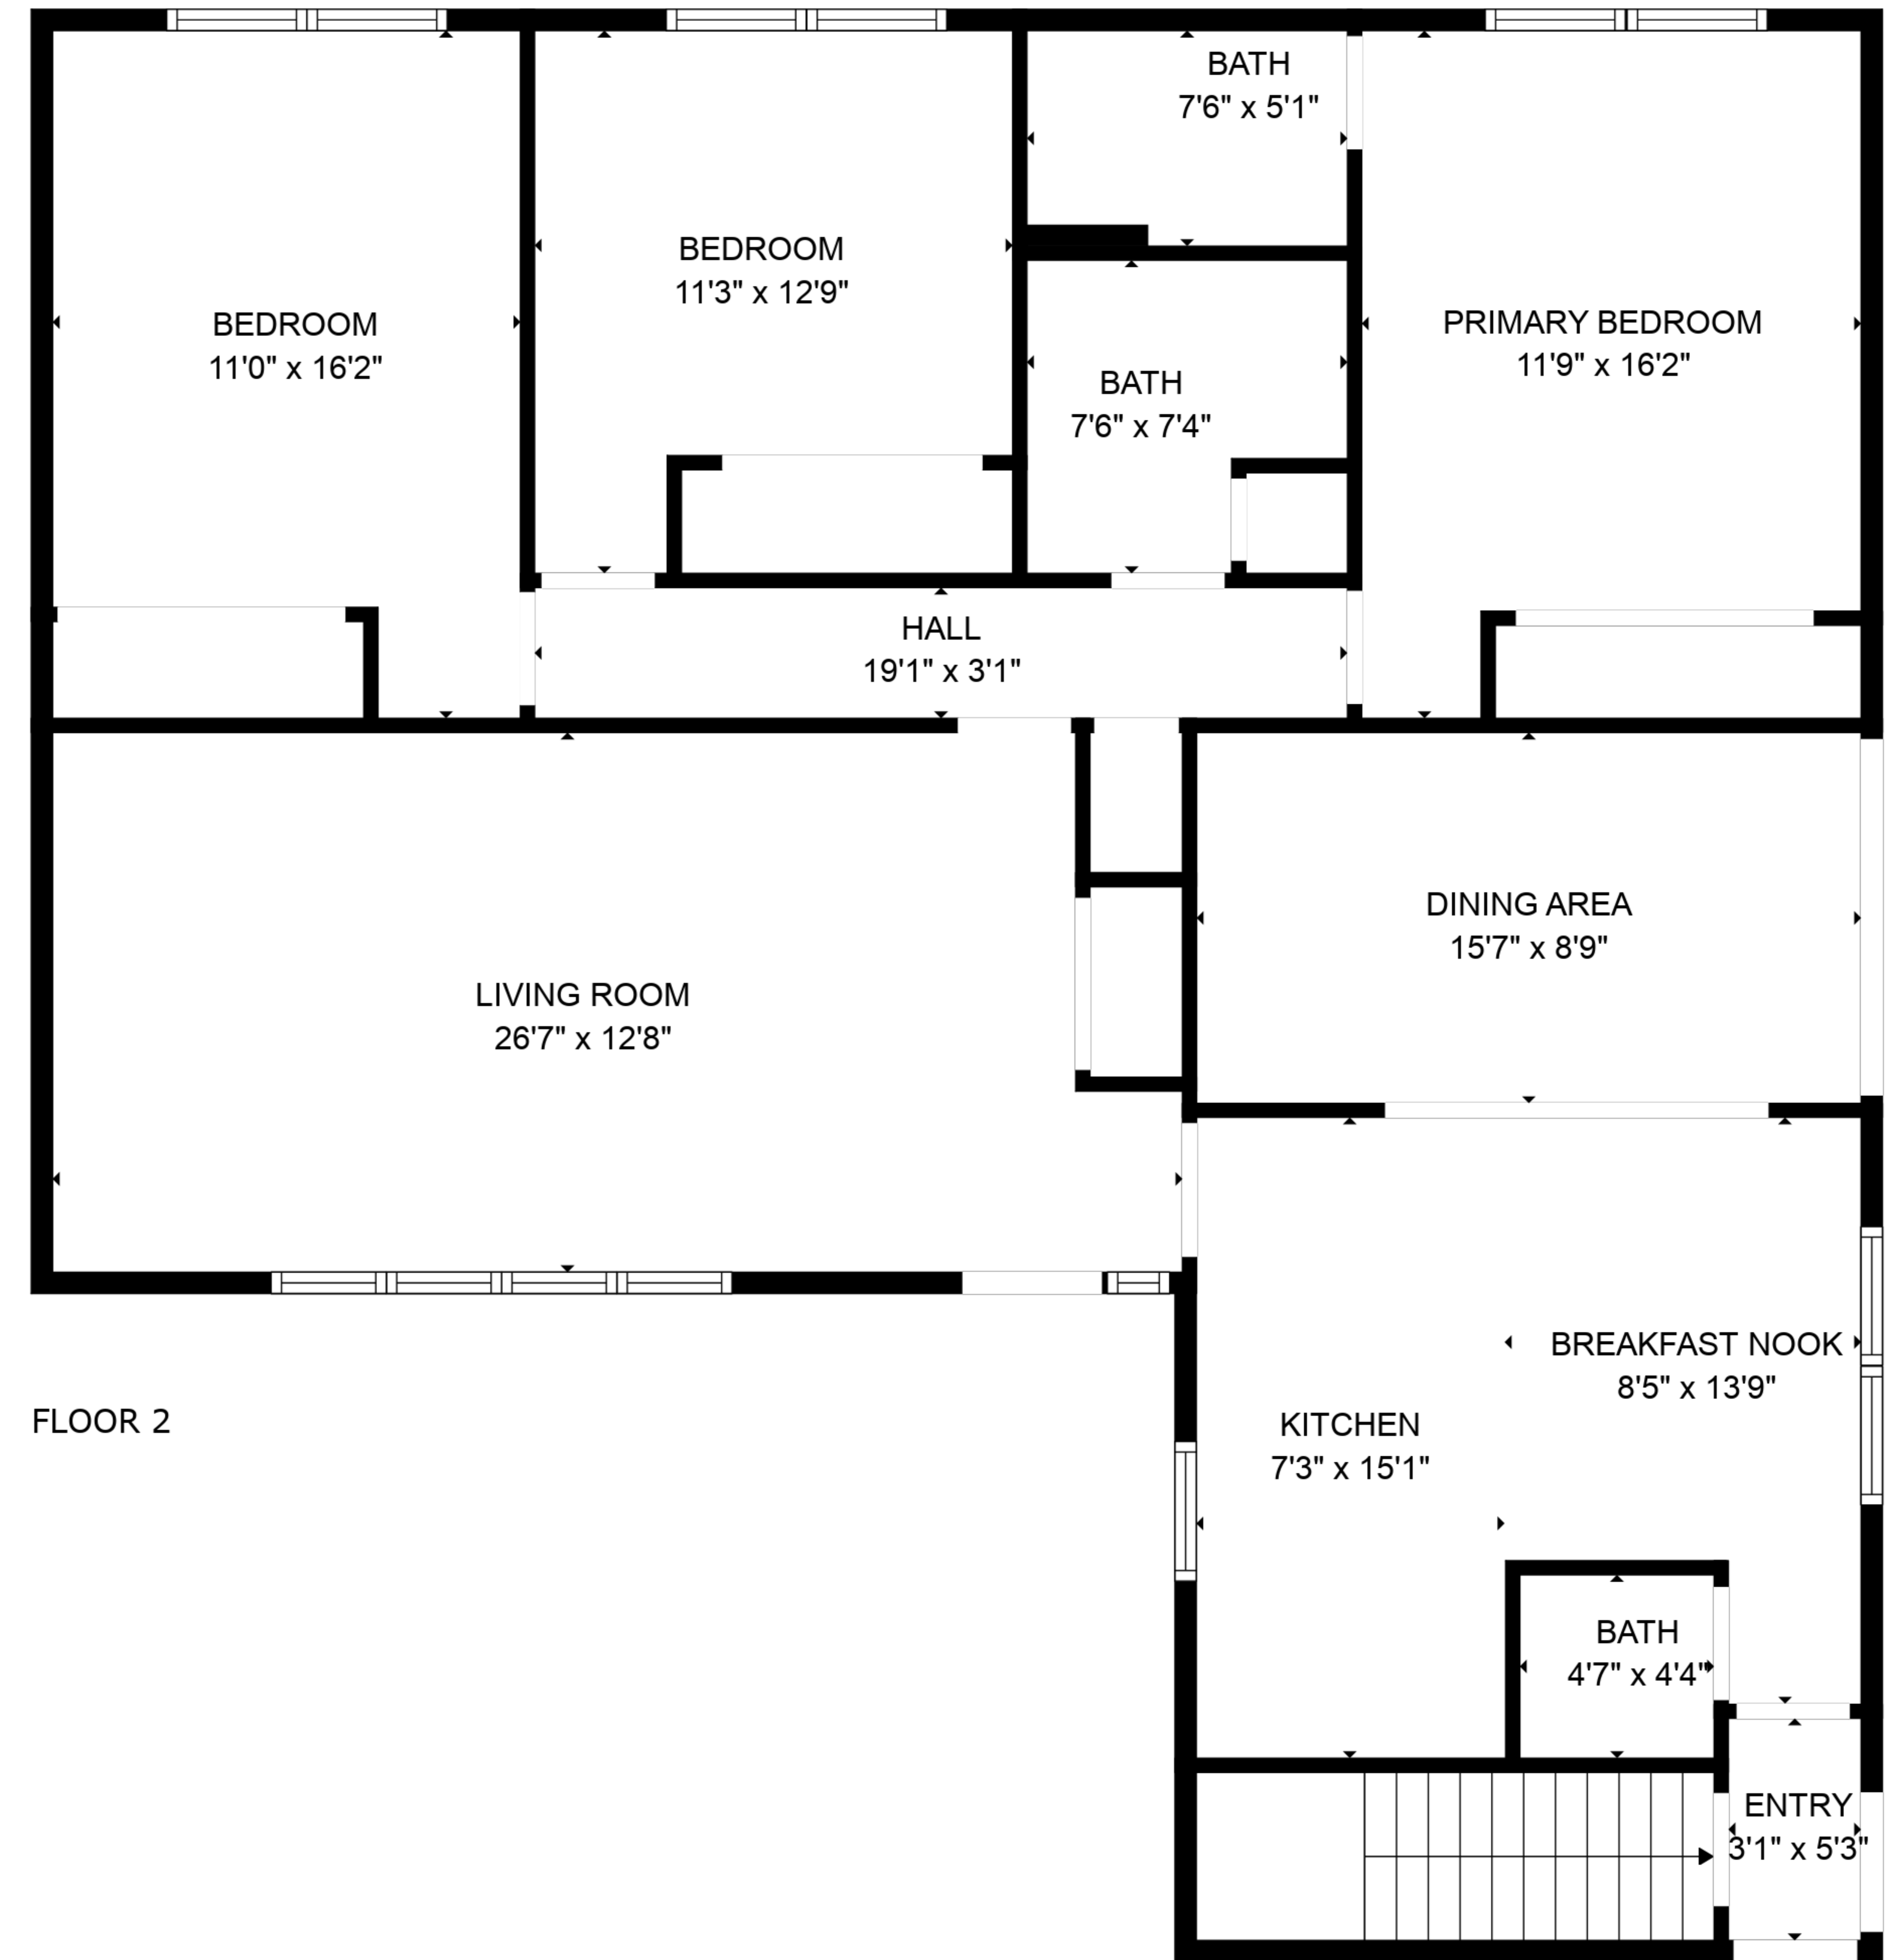 BATH
7'6" x 5'1"
BEDROOM
11'3" x 12'9"
BEDROOM
11'0" x 16'2"
PRIMARY BEDROOM
11'9" x 16'2"
BATH
7'6" x 7'4"
HALL
19'1" x 3'1"
DINING AREA
15'7" x 8'9"
LIVING ROOM
26'7" x 12'8"
BREAKFAST NOOK
8'5" x 13'9"
FLOOR 2
KITCHEN
7'3" x 15'1"
BATH
4'7" x 4'4"
ENTRY
3'1" x 5'3"